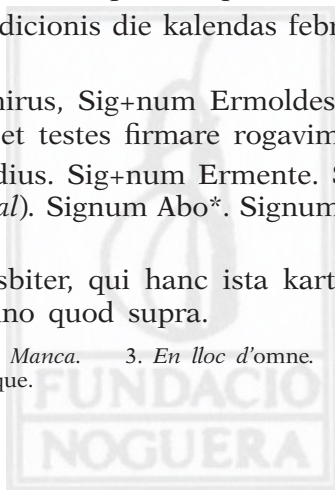 dicionis die kalendas febr
nirus, Sig+num Ermoldes
et testes firmare rogavim
dius. Sig+num Ermente. S
al). Signum Abo*. Signum
sbiter, qui hanc ista kart
no quod supra.
Manca. 3. En lloc d'omne.
que.
FUNDACIÓ
NOGUERA